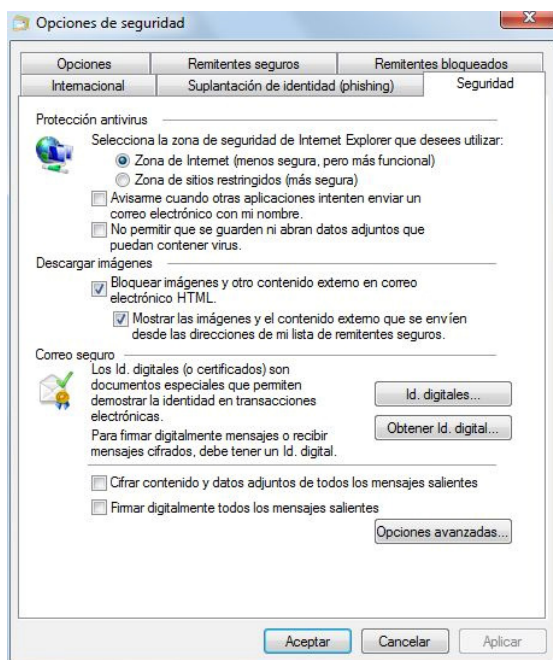 Opciones de seguridad
Opciones
Remitentes seguros
Remitentes bloqueados
Internacional
Suplantación de identidad (phishing)
Seguridad
Protección antivirus
Selecciona la zona de seguridad de Internet Explorer que desees utilizar:
Zona de Internet (menos segura, pero más funcional)
Zona de sitios restringidos (más segura)
Avisarme cuando otras aplicaciones intenten enviar un
correo electrónico con mi nombre.
No permitir que se guarden ni abran datos adjuntos que
puedan contener virus.
Descargar imágenes
Bloquear imágenes y otro contenido externo en correo
electrónico HTML.
Mostrar las imágenes y el contenido externo que se envíen
desde las direcciones de mi lista de remitentes seguros.
Correo seguro
Los Id. digitales (o certificados) son
documentos especiales que permiten
demostrar la identidad en transacciones
electrónicas.
Id. digitales...
Para firmar digitalmente mensajes o recibir
mensajes cifrados, debe tener un Id. digital.
Obtener Id. digital...
Cifrar contenido y datos adjuntos de todos los mensajes salientes
Firmar digitalmente todos los mensajes salientes
Opciones avanzadas...
Aceptar
Cancelar
Aplicar